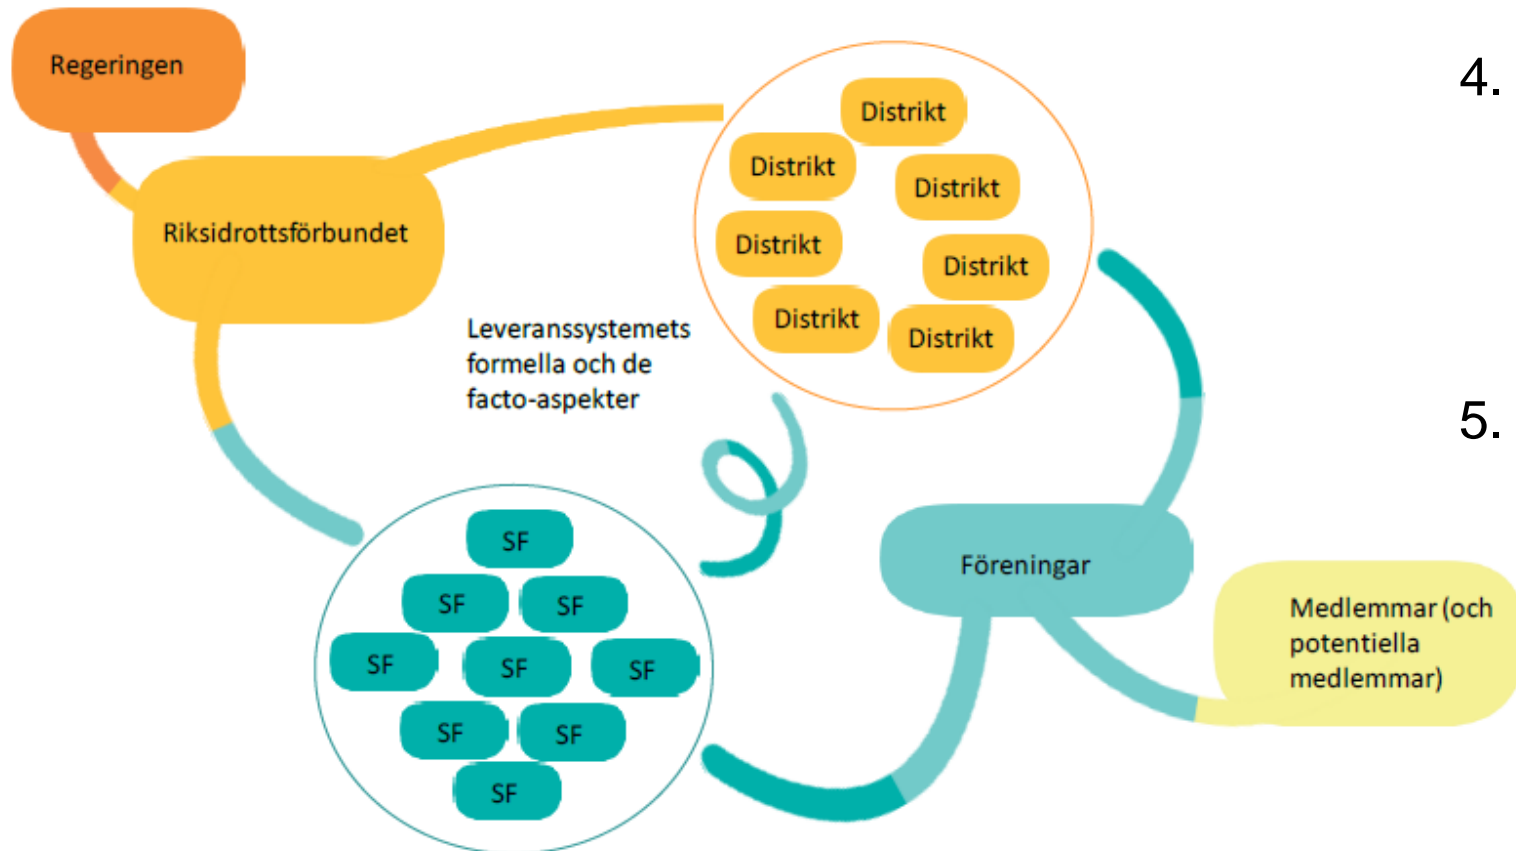 Regeringen
4.
Distrikt
Distrikt
Distrikt
Riksidrottsförbundet
Distrikt
Distrikt
Distrikt
Distrikt
Leveranssystemets
formella och de
facto-aspekter
5.
SF
SF
SF
SF
SF
SF
SF
SF
SF
Föreningar
Medlemmar (och
potentiella
medlemmar)